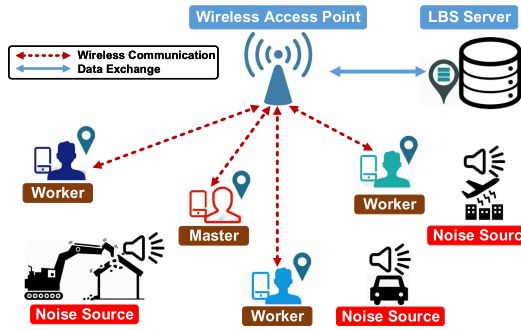 Wireless Access Point
LBS Server
Wireless Communication
Data Exchange
Worker
Worker
Master
Noise Source
Noise Source
Worker
Noise Source